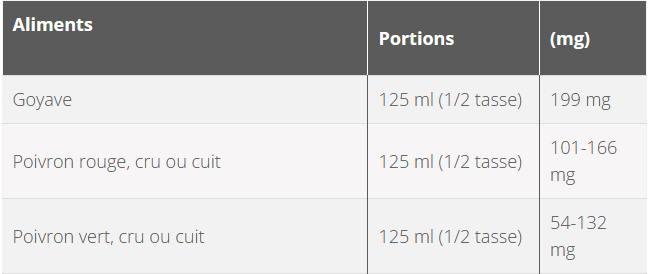 Aliments Portions (mg)
Goyave 125 ml (1/2 tasse) 199 mg
Poivron rouge, cru ou cuit 125 ml (1/2 tasse) 101-166
mg
Poivron vert, cru ou cuit 125 ml (1/2 tasse) 54-132
mg